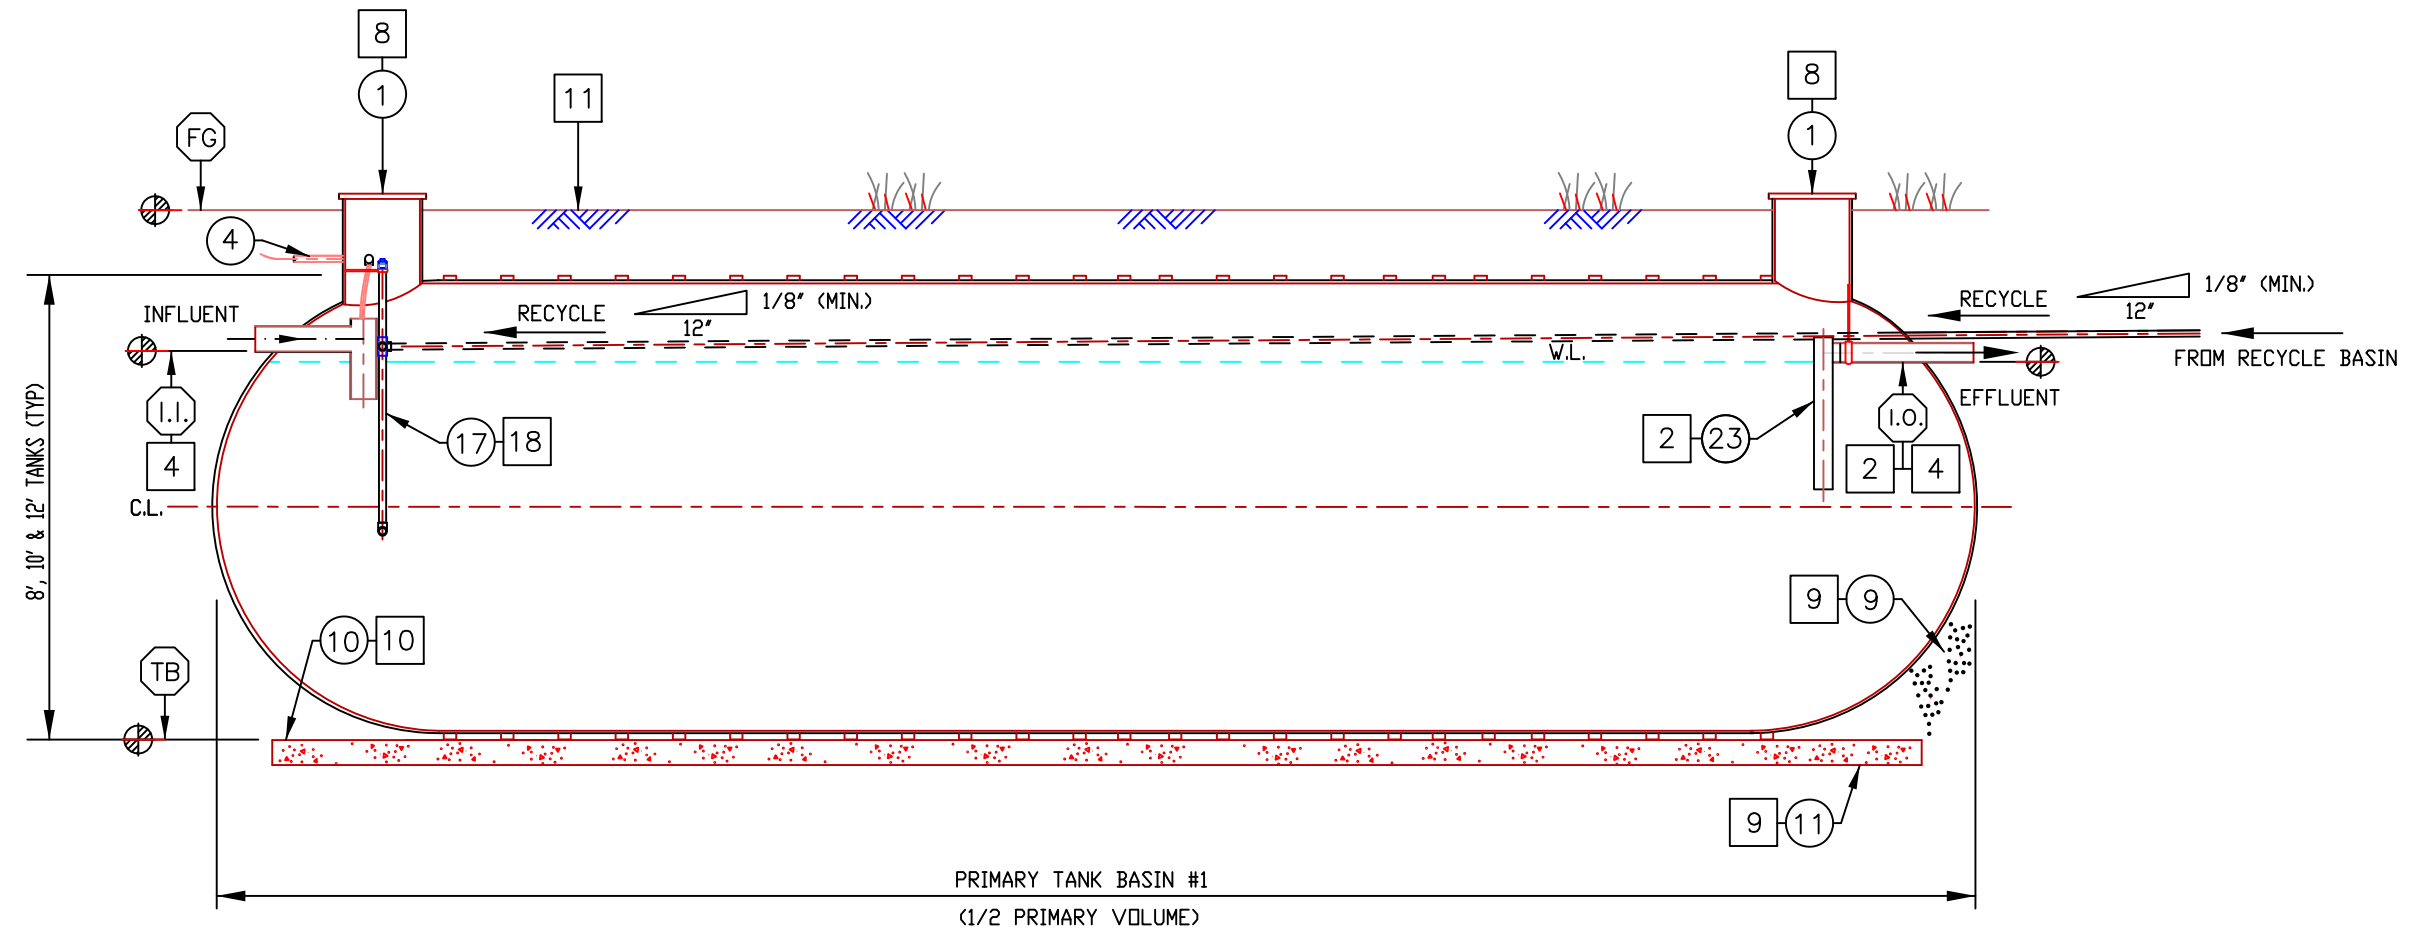 8
1
11
8
1
FG
4
INFLUENT
RECYCLE
1/8" (MIN.)
12"
RECYCLE
1/8" (MIN.)
12"
W.L.
FROM RECYCLE BASIN
EFFLUENT
I.I.
4
17
18
2
23
I.O.
2
4
C.L.
8', 10' & 12' TANKS (TYP)
9
9
10
10
TB
9
11
PRIMARY TANK BASIN #1
(1/2 PRIMARY VOLUME)